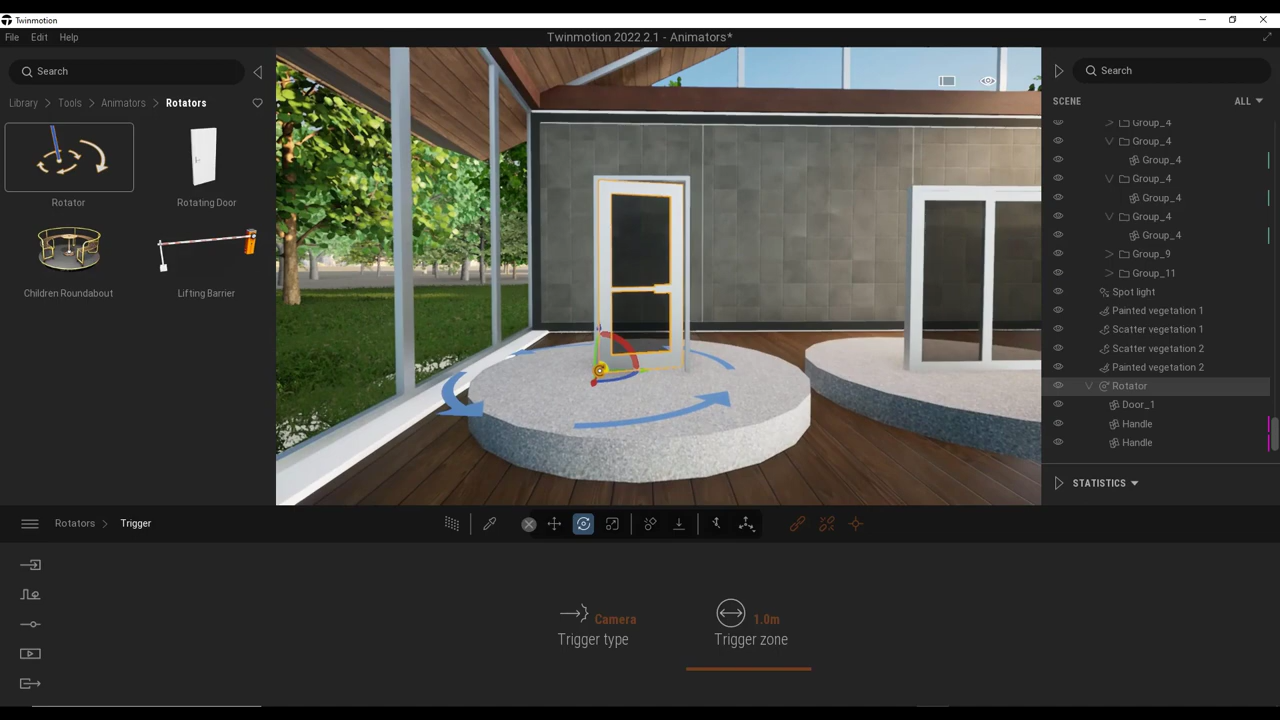 Twinmotion
File Edit Help
Twinmotion 2022.2.1 - Animators*
Search
Library > Tools > Animators > Rotators
Rotator
Rotating Door
Children Roundabout
Lifting Barrier
Search
SCENE
ALL
Group_4
Group_4
Group_4
Group_4
Group_4
Group_4
Group_4
Group_9
Group_11
Spot light
Painted vegetation 1
Scatter vegetation 1
Scatter vegetation 2
Painted vegetation 2
Rotator
Door_1
Handle
Handle
STATISTICS
Rotators > Trigger
Camera
Trigger type
1.0m
Trigger zone